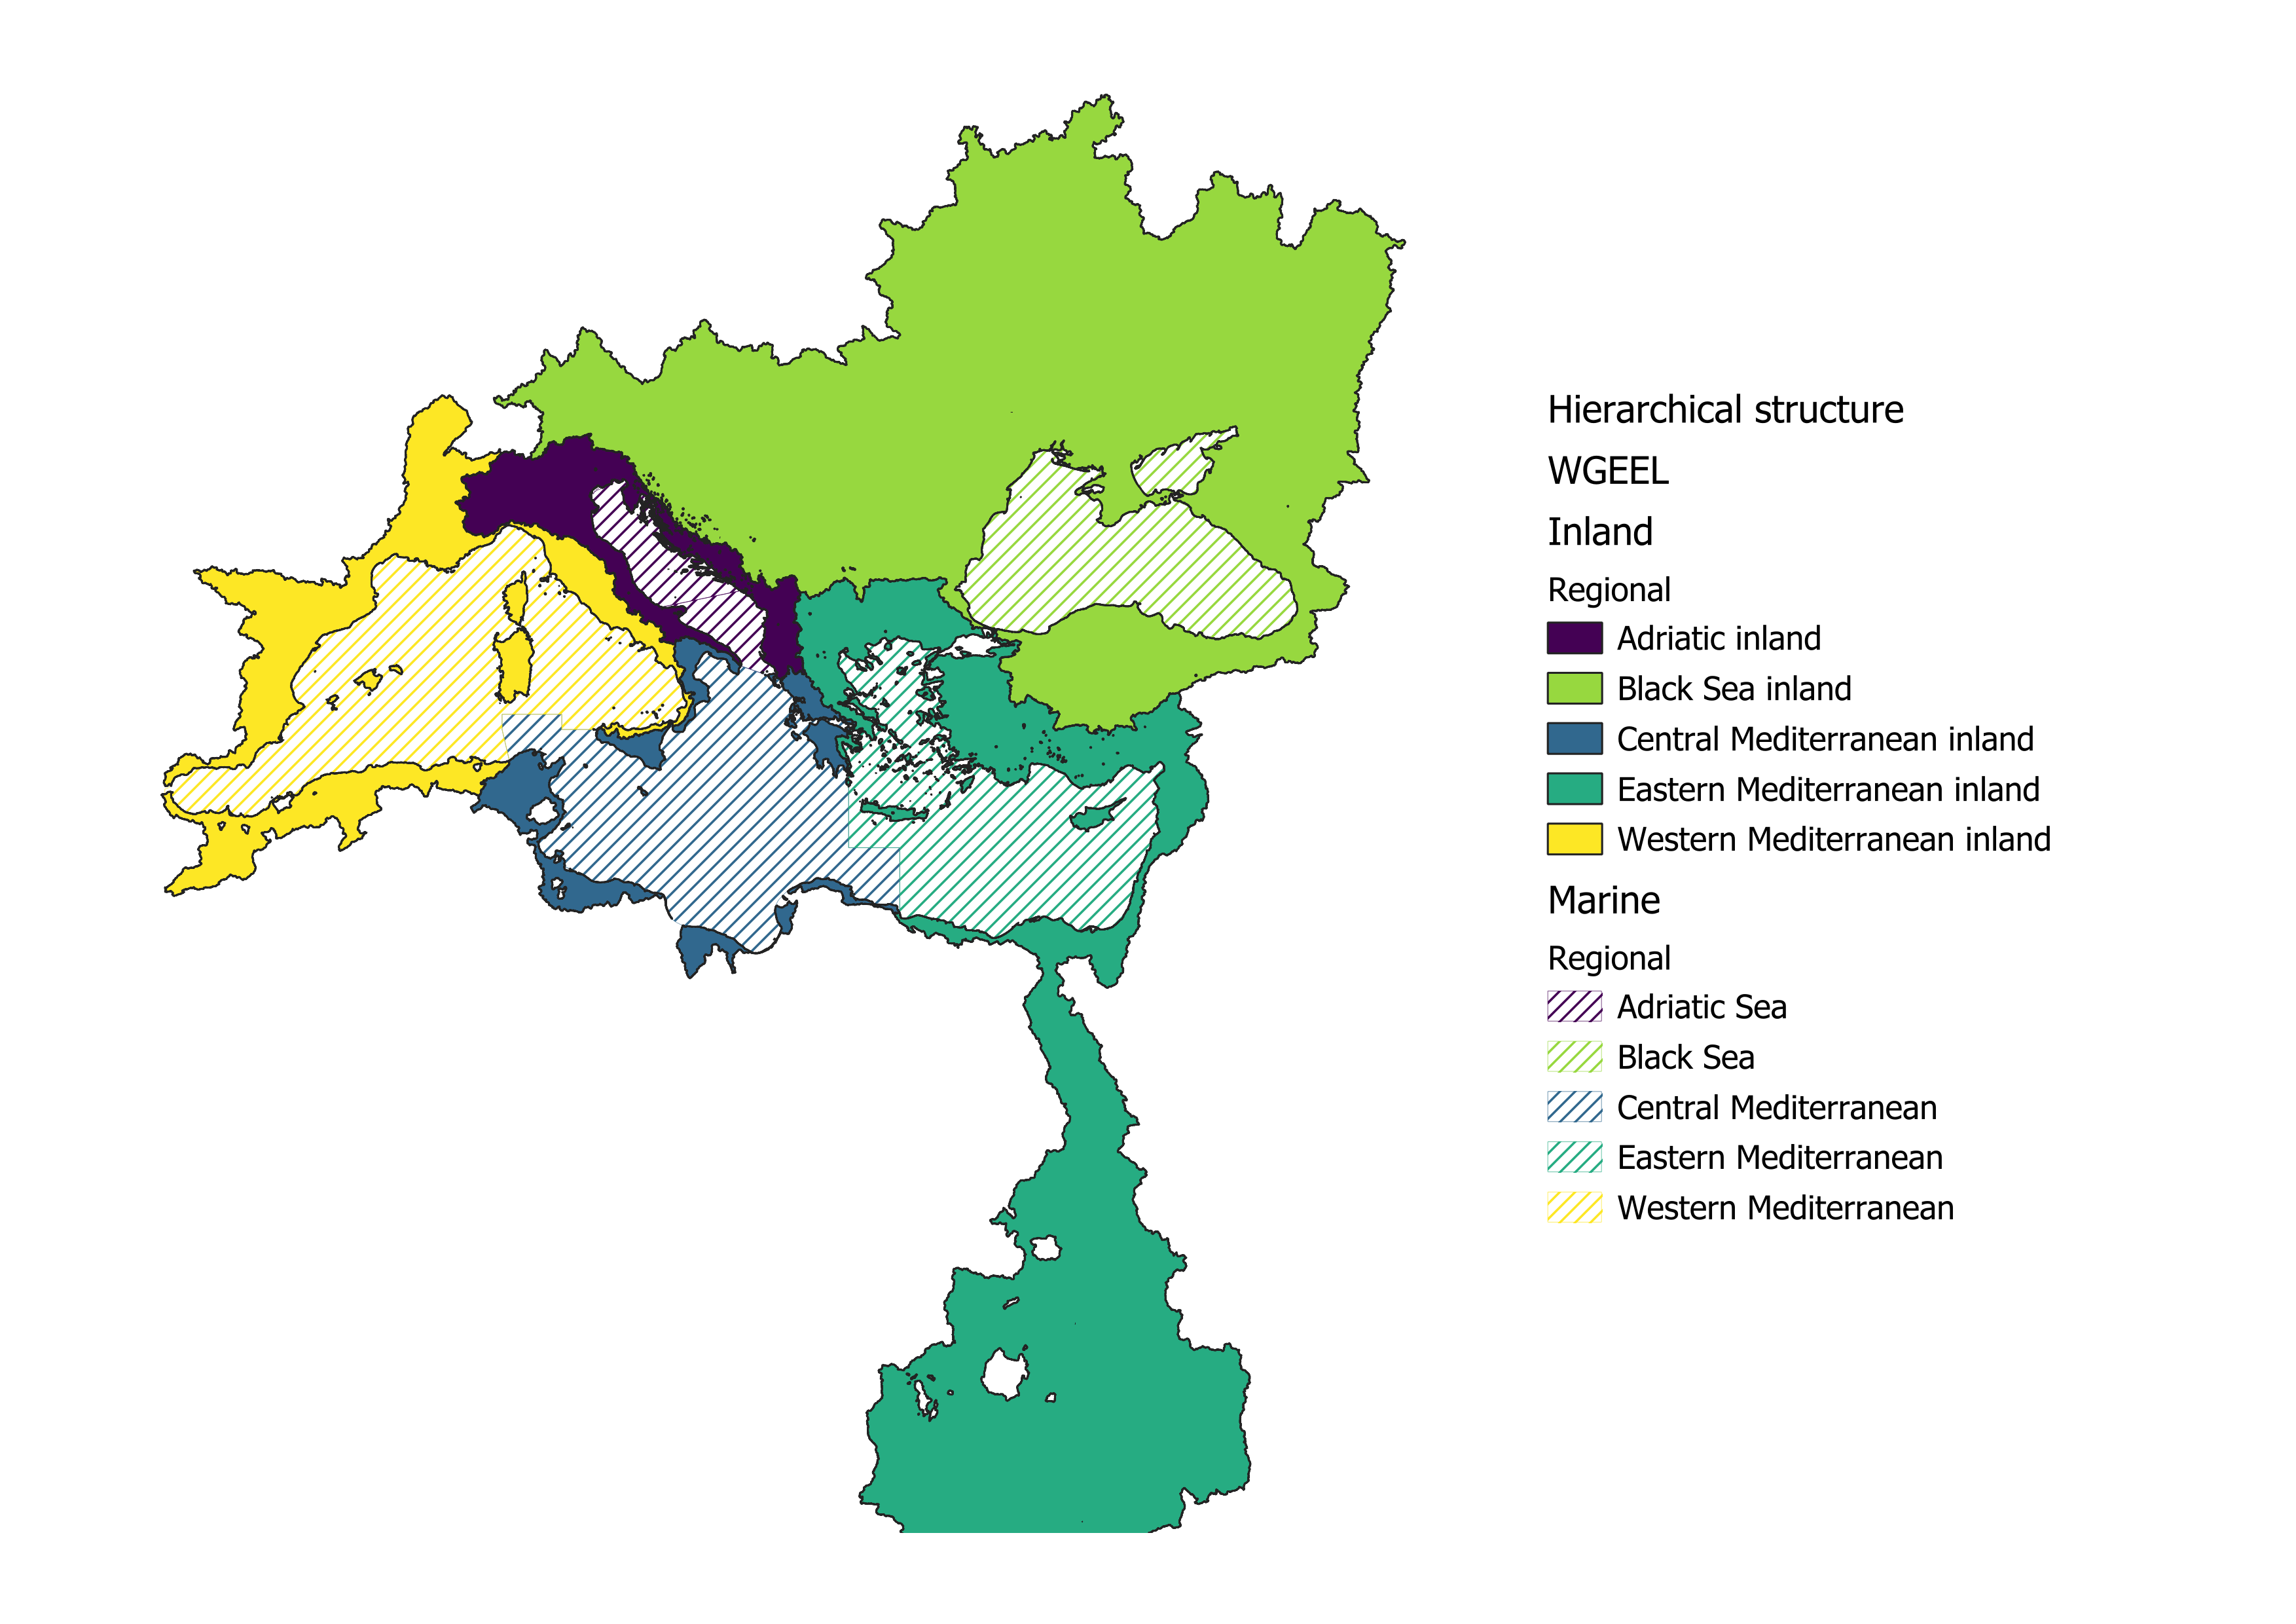 Hierarchical structure
WGEEL
Inland
Regional
Adriatic inland
Black Sea inland
Central Mediterranean inland
Eastern Mediterranean inland
Western Mediterranean inland
Marine
Regional
Adriatic Sea
Black Sea
Central Mediterranean
Eastern Mediterranean
Western Mediterranean